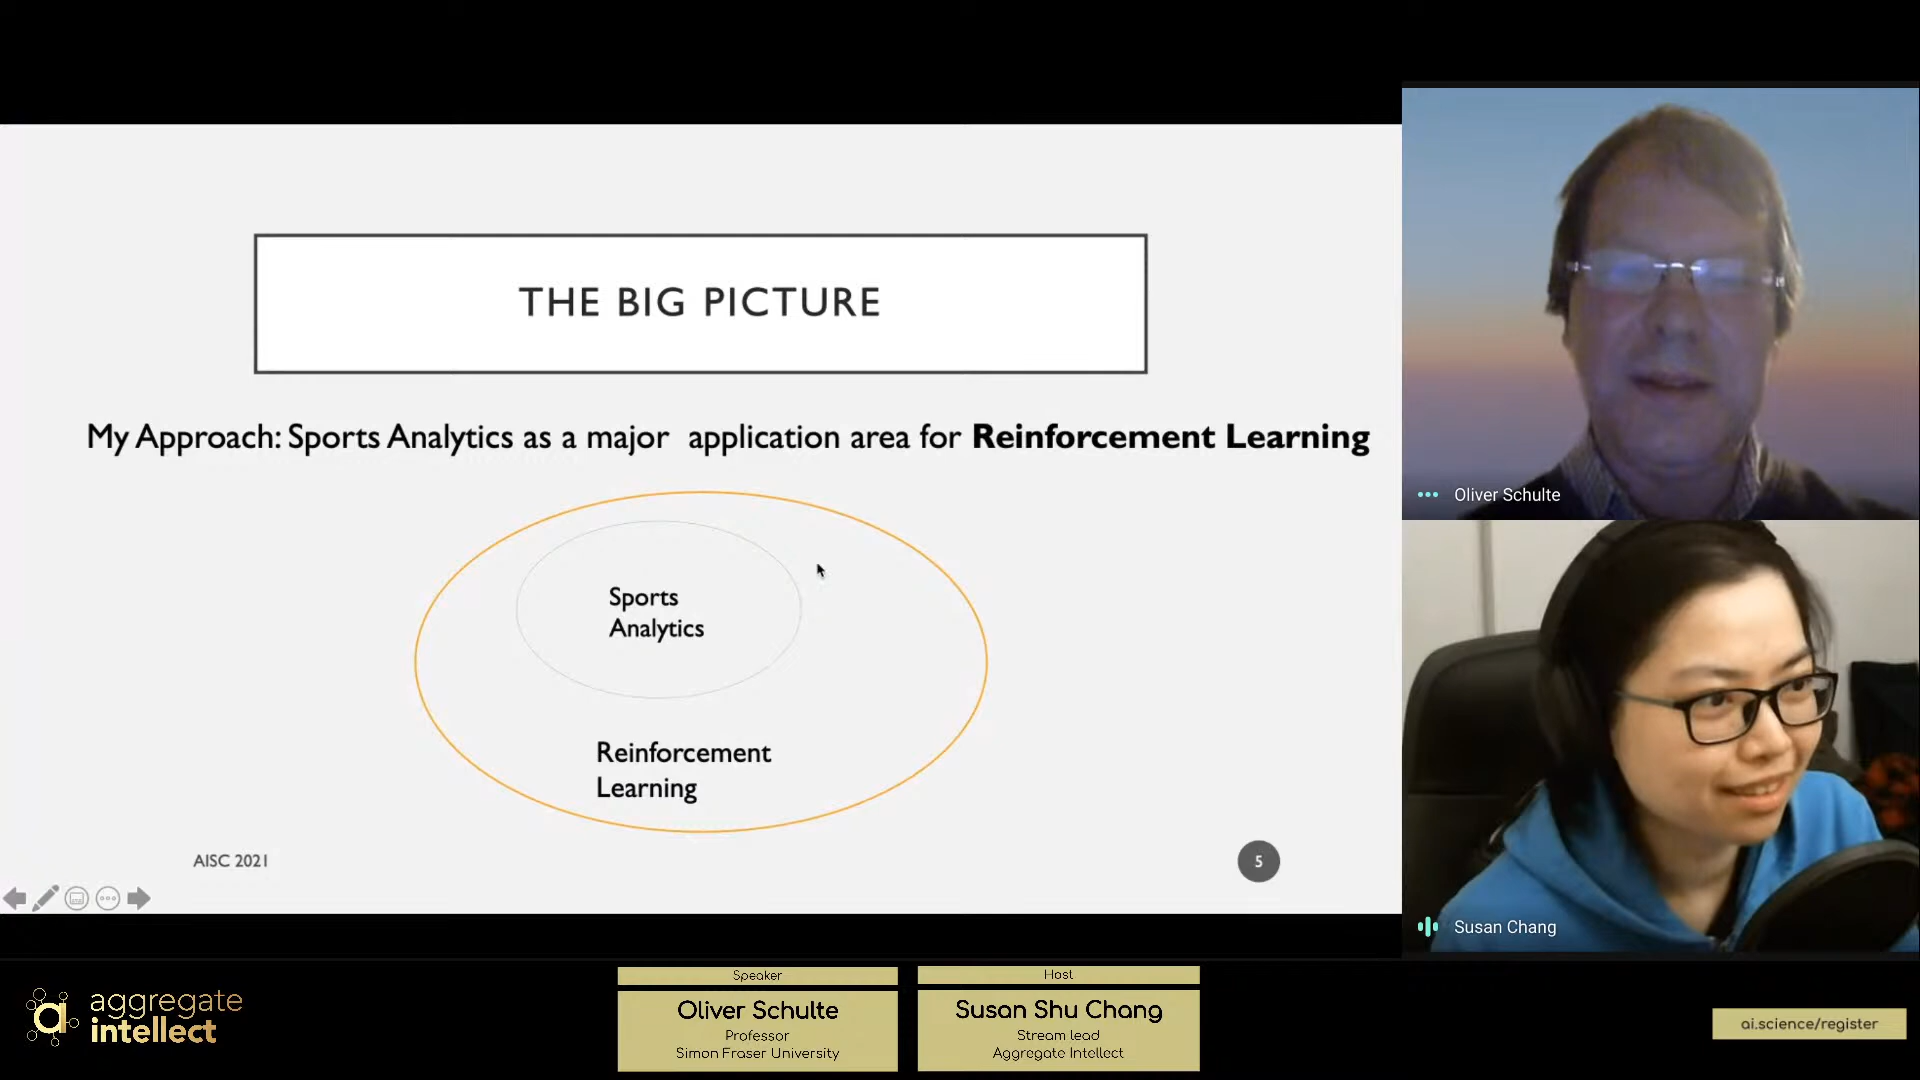 THE BIG PICTURE
My Approach: Sports Analytics as a major application area for Reinforcement Learning
Sports
Analytics
Reinforcement
Learning
AISC 2021
5
Oliver Schulte
Susan Chang
aggregate
intellect
Speaker
Oliver Schulte
Professor
Simon Fraser University
Host
Susan Shu Chang
Stream lead
Aggregate Intellect
ai.science/register